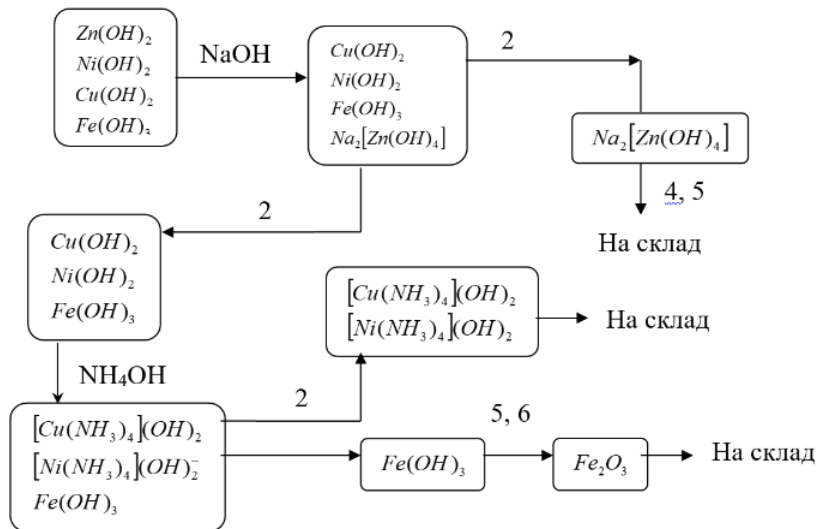 Zn(OH)₂
Ni(OH)₂
Cu(OH)₂
Fe(OH)₃
NaOH
Cu(OH)₂
Ni(OH)₂
Fe(OH)₃
Na₂[Zn(OH)₄]
2
Na₂[Zn(OH)₄]
4, 5
На склад
2
Cu(OH)₂
Ni(OH)₂
Fe(OH)₃
NH₄OH
[Cu(NH₃)₄](OH)₂
[Ni(NH₃)₄](OH)₂
На склад
[Cu(NH₃)₄](OH)₂
[Ni(NH₃)₄](OH)₂⁻
Fe(OH)₃
2
Fe(OH)₃
5, 6
Fe₂O₃
На склад